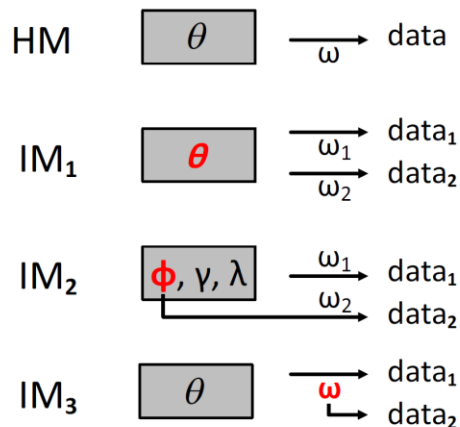 HM θ ω data
IM₁ θ ω₁ data₁
ω₂ data₂
IM₂ ϕ, γ, λ ω₁ data₁
ω₂ data₂
IM₃ θ ω data₁
data₂